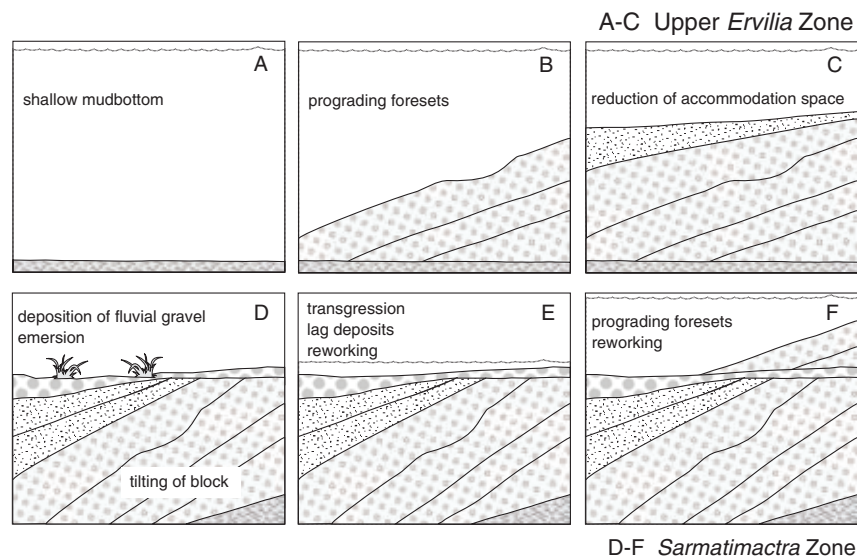 A-C Upper Ervilia Zone
A
shallow mudbottom
B
prograding foresets
C
reduction of accommodation space
D
deposition of fluvial gravel
emersion
tilting of block
E
transgression
lag deposits
reworking
F
prograding foresets
reworking
D-F Sarmatimactra Zone